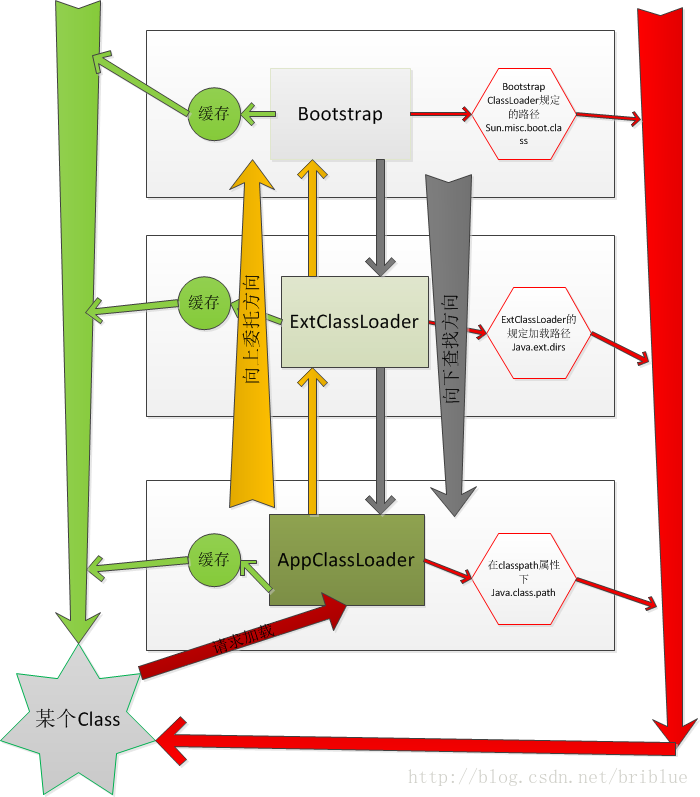 缓存
Bootstrap
Bootstrap
ClassLoader规定
的路径
Sun.misc.boot.cla
ss
向上委托方向
向下查找方向
缓存
ExtClassLoader
ExtClassLoader的
规定加载路径
Java.ext.dirs
缓存
AppClassLoader
在classpath属性
下
Java.class.path
请求加载
某个Class
http://blog.csdn.net/briblue